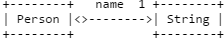 +--------+   name  1 +--------+
| Person |<>-------->| String |
+--------+           +--------+